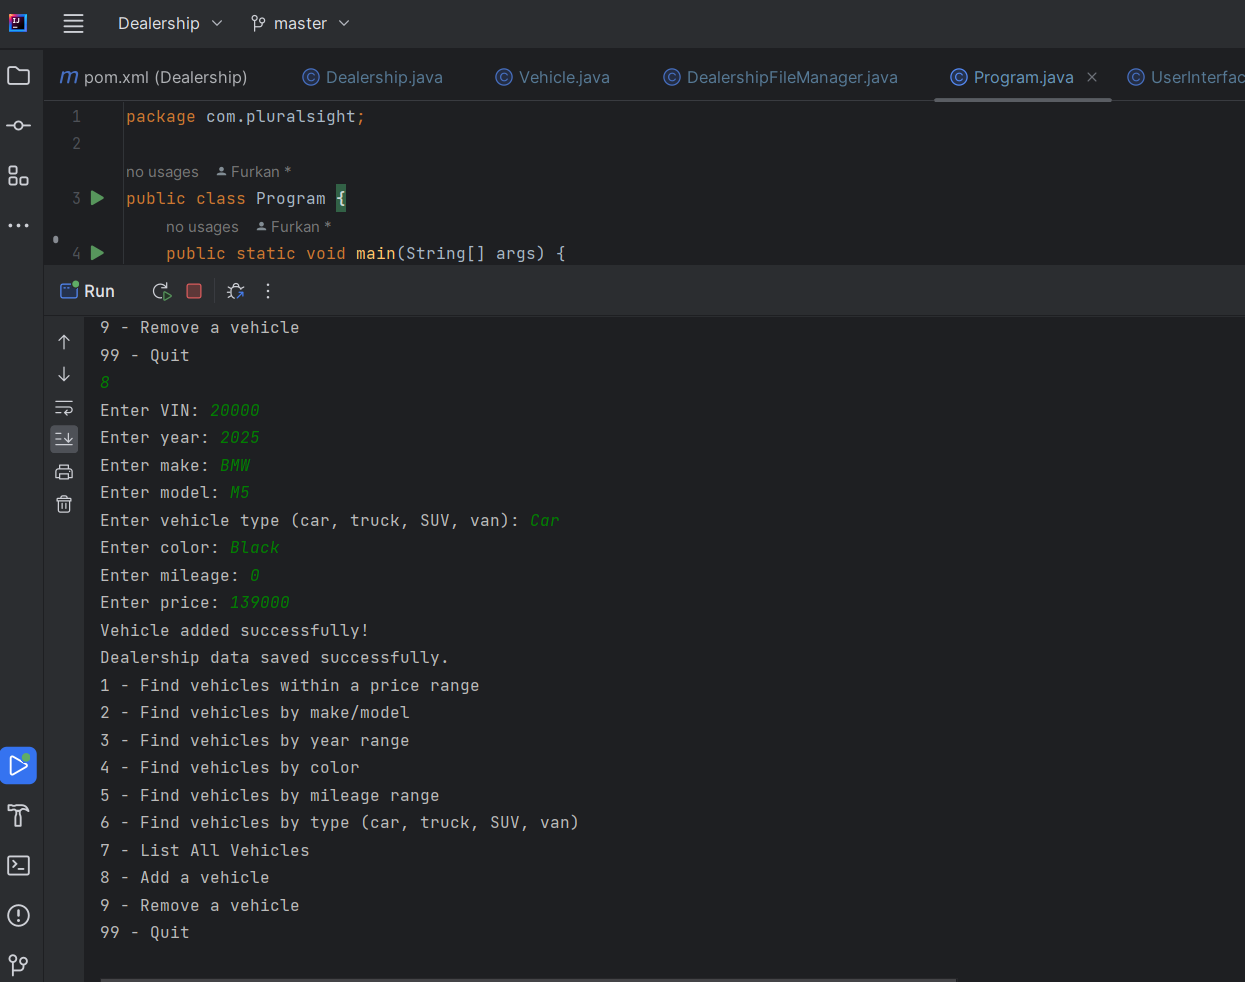 Dealership master
pom.xml (Dealership) Dealership.java Vehicle.java DealershipFileManager.java Program.java UserInterfac
1 package com.pluralsight;
2
no usages Furkan *
3 public class Program {
no usages Furkan *
4 public static void main(String[] args) {
Run
9 - Remove a vehicle
99 - Quit
8
Enter VIN: 20000
Enter year: 2025
Enter make: BMW
Enter model: M5
Enter vehicle type (car, truck, SUV, van): Car
Enter color: Black
Enter mileage: 0
Enter price: 139000
Vehicle added successfully!
Dealership data saved successfully.
1 - Find vehicles within a price range
2 - Find vehicles by make/model
3 - Find vehicles by year range
4 - Find vehicles by color
5 - Find vehicles by mileage range
6 - Find vehicles by type (car, truck, SUV, van)
7 - List All Vehicles
8 - Add a vehicle
9 - Remove a vehicle
99 - Quit